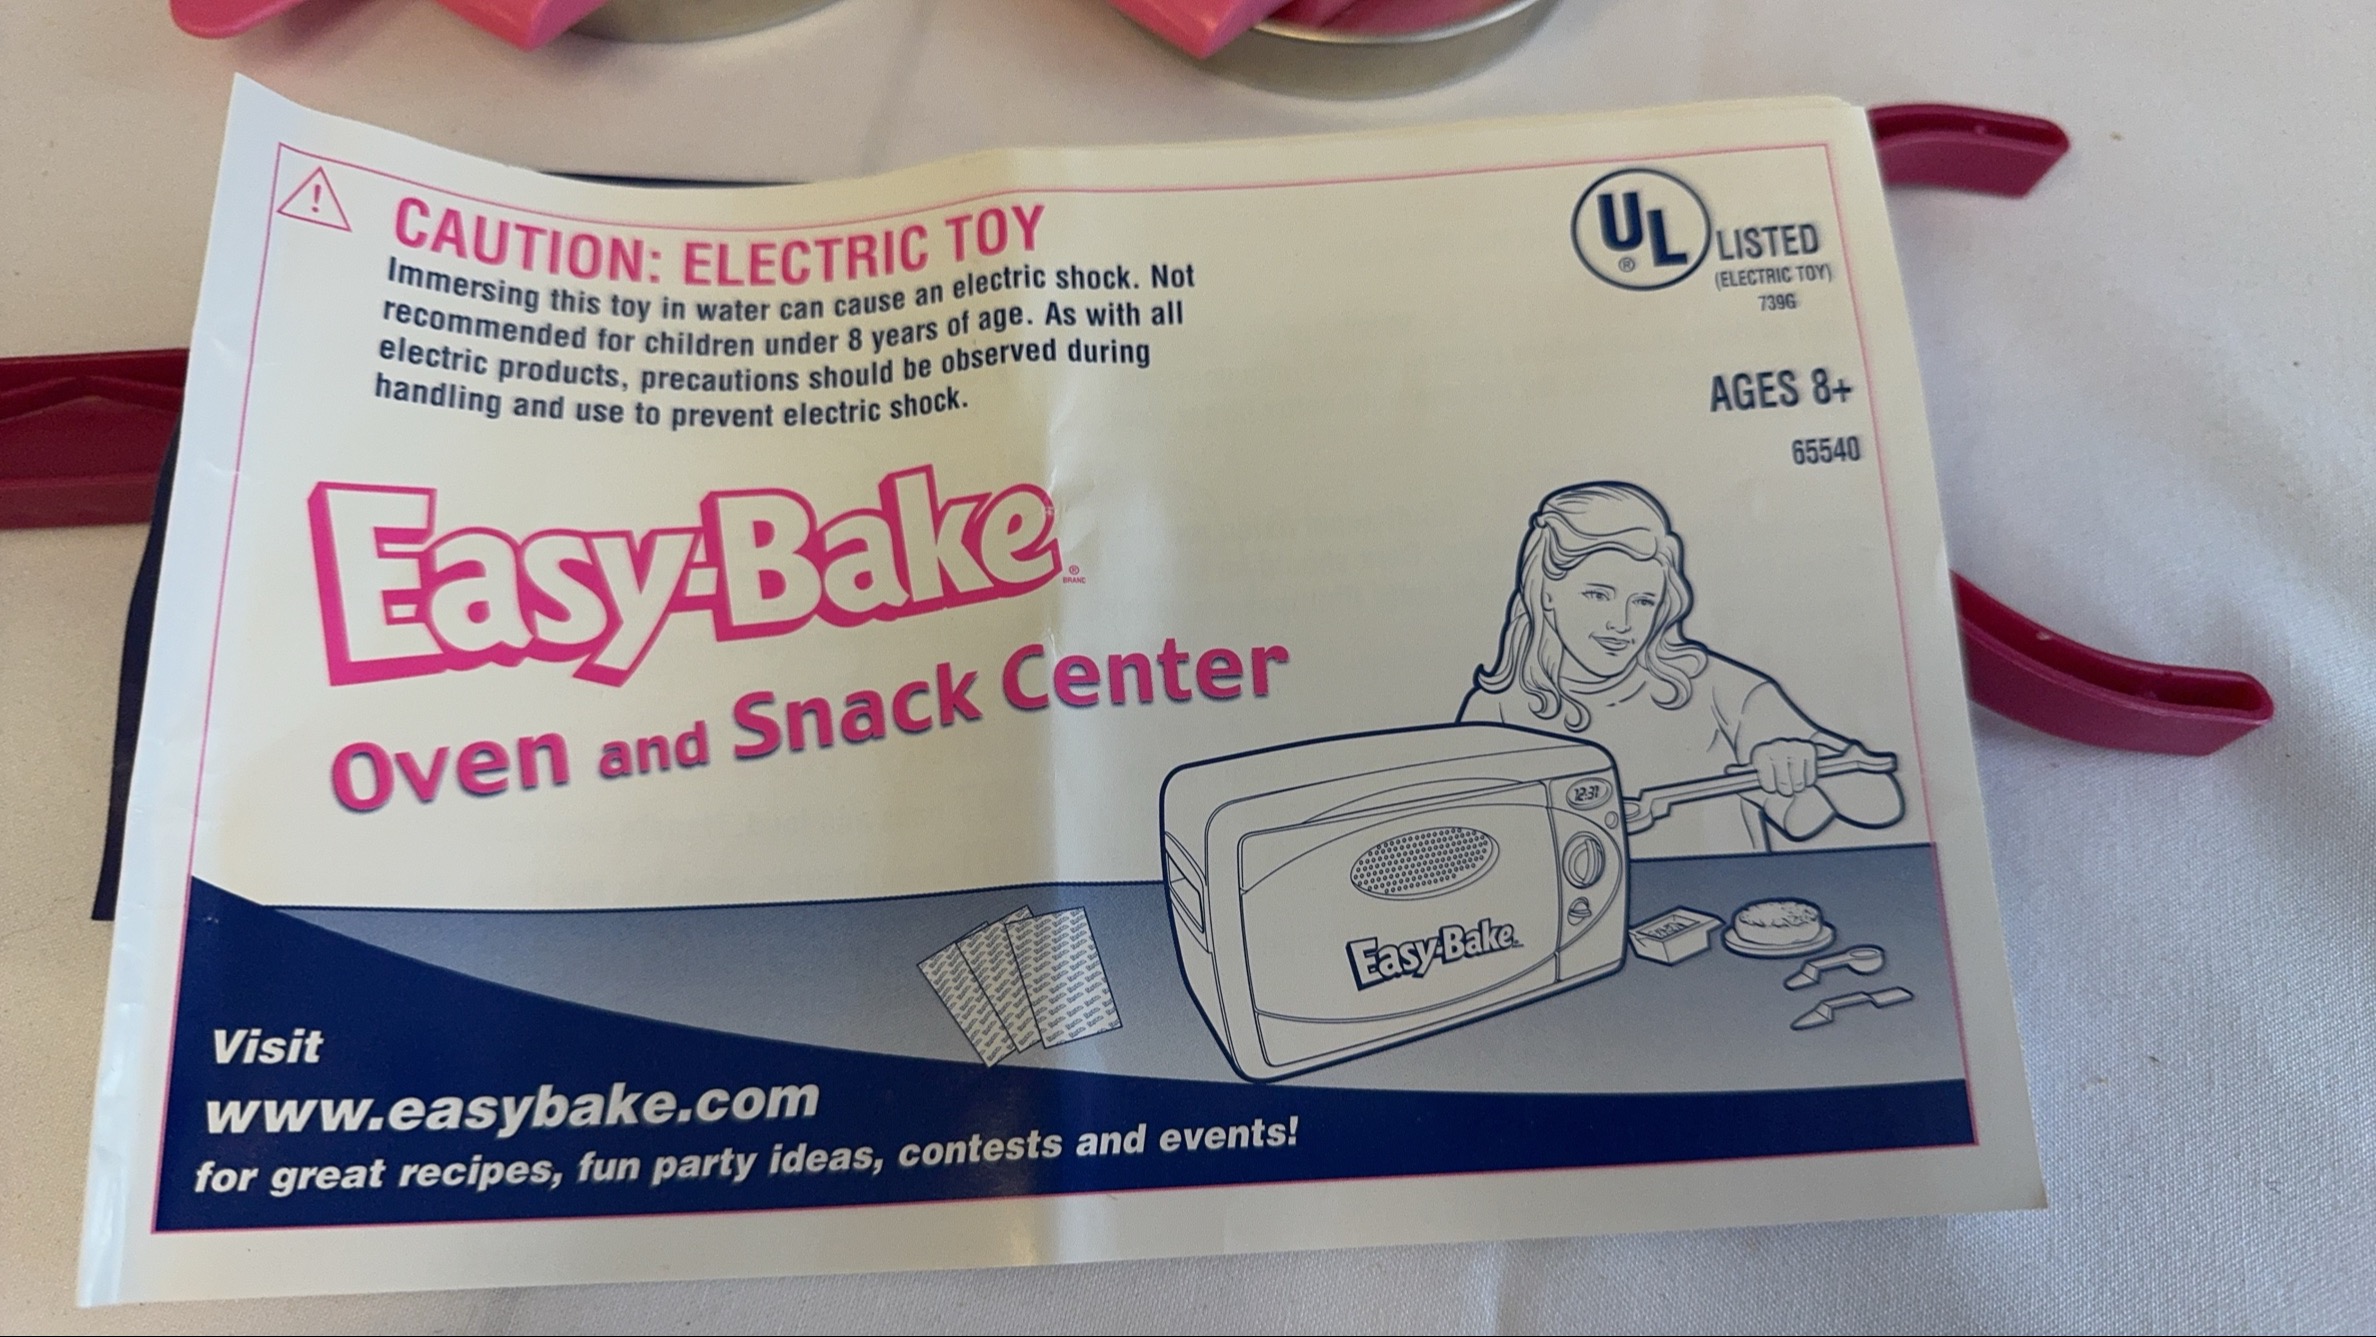 CAUTION: ELECTRIC TOY
Immersing this toy in water can cause an electric shock. Not
recommended for children under 8 years of age. As with all
electric products, precautions should be observed during
handling and use to prevent electric shock.
UL
®
LISTED
(ELECTRIC TOY)
739G
AGES 8+
65540
Easy-Bake
®
BRAND
Oven and Snack Center
12:31
Easy-Bake
Visit
www.easybake.com
for great recipes, fun party ideas, contests and events!